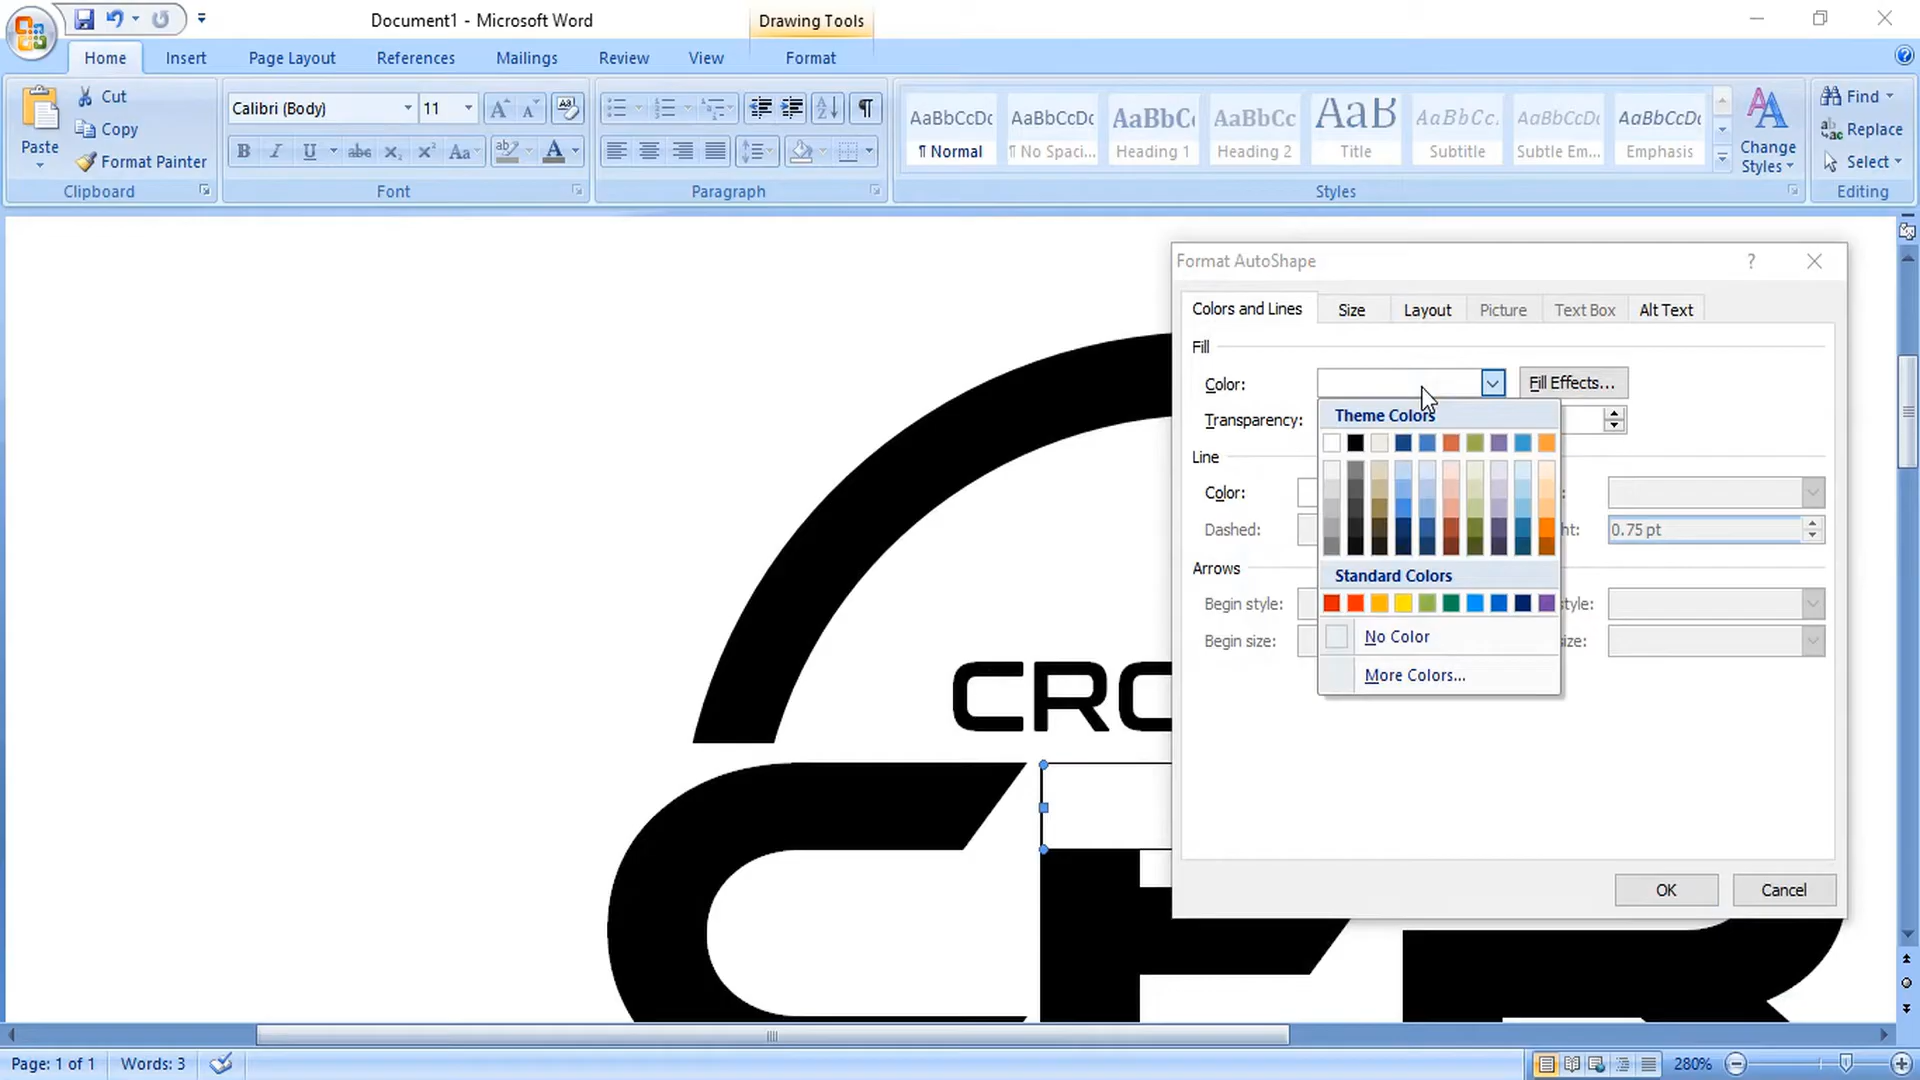 Document1 - Microsoft Word
Drawing Tools
Home
Insert
Page Layout
References
Mailings
Review
View
Format
Paste
Cut
Copy
Format Painter
Clipboard
Calibri (Body)
11
Font
Paragraph
AaBbCcDc
¶ Normal
AaBbCcDc
¶ No Spaci...
AaBbC
Heading 1
AaBbCc
Heading 2
AaB
Title
AaBbCc.
Subtitle
AaBbCcDc
Subtle Em...
AaBbCcDc
Emphasis
Change
Styles
Styles
Find
Replace
Select
Editing
Format AutoShape
Colors and Lines
Size
Layout
Picture
Text Box
Alt Text
Fill
Color:
Fill Effects...
Transparency:
Theme Colors
Line
Color:
Dashed:
0.75 pt
Arrows
Begin style:
Begin size:
Standard Colors
No Color
More Colors...
OK
Cancel
CRO
Page: 1 of 1
Words: 3
280%